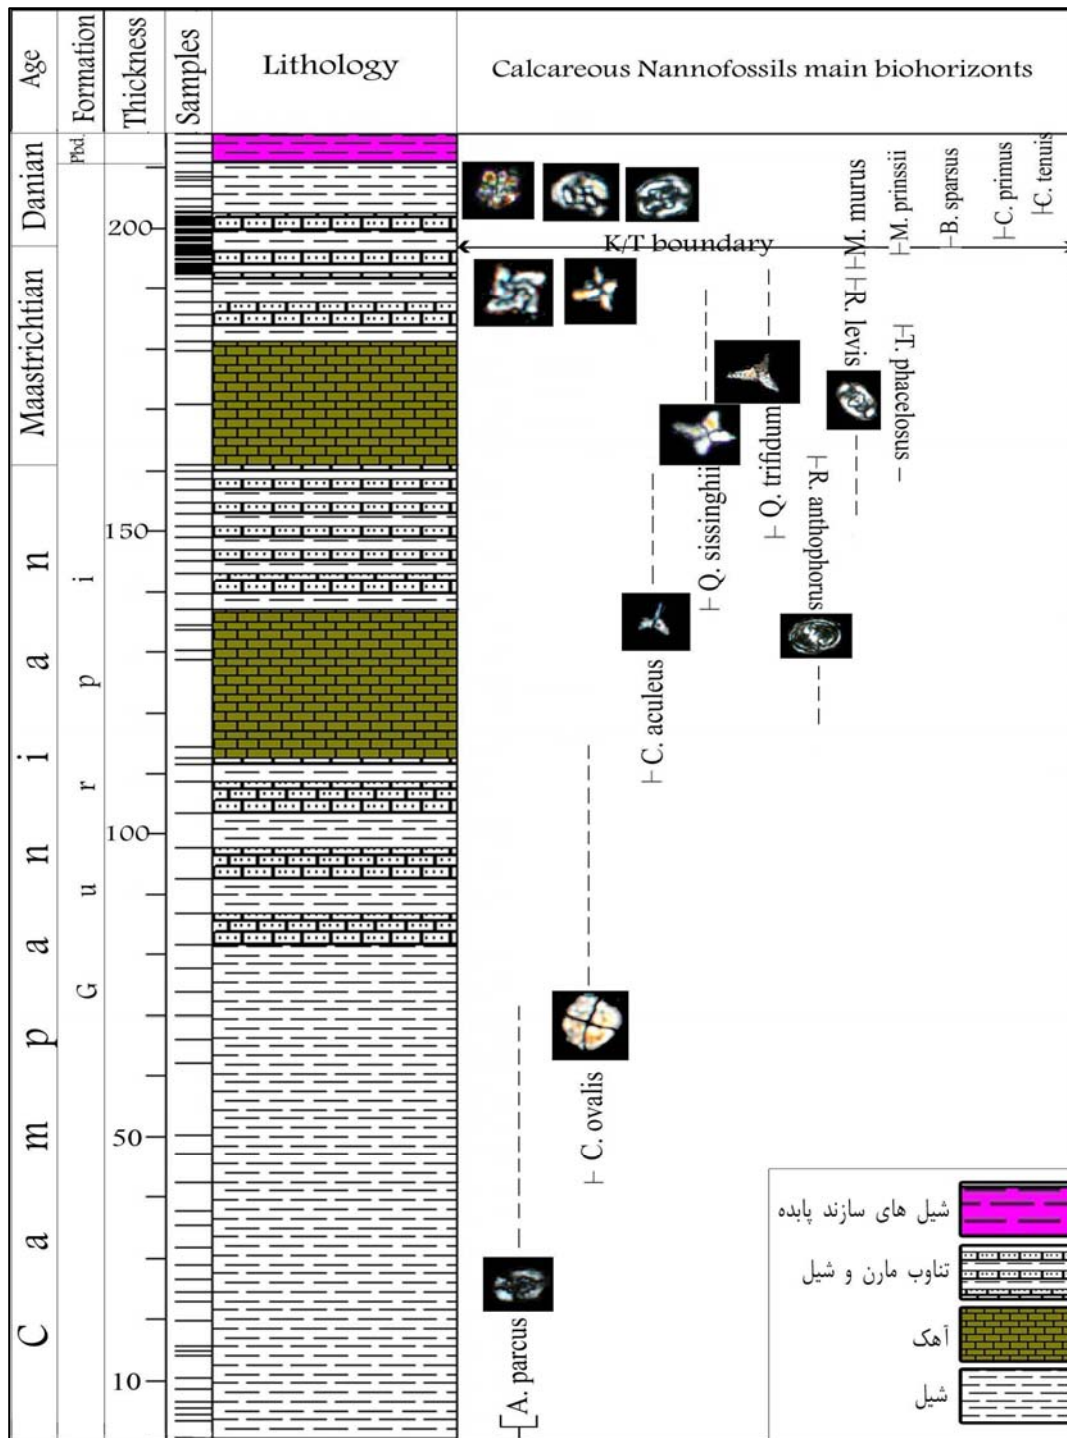 Age
Formation
Thickness
Samples
Lithology
Calcareous Nannofossils main biohorizonts
Danian
Maastrichtian
Campanian
Pbd.
Gurpi
200
150
100
50
10
K/T boundary
M. murus
M. prinssii
B. sparsus
C. primus
C. tenuis
R. levis
T. phacelosus
Q. trifidum
Q. sissinghii
R. anthophorus
C. aculeus
C. ovalis
A. parcus
شیل های سازند پابده
تناوب مارن و شیل
آهک
شیل